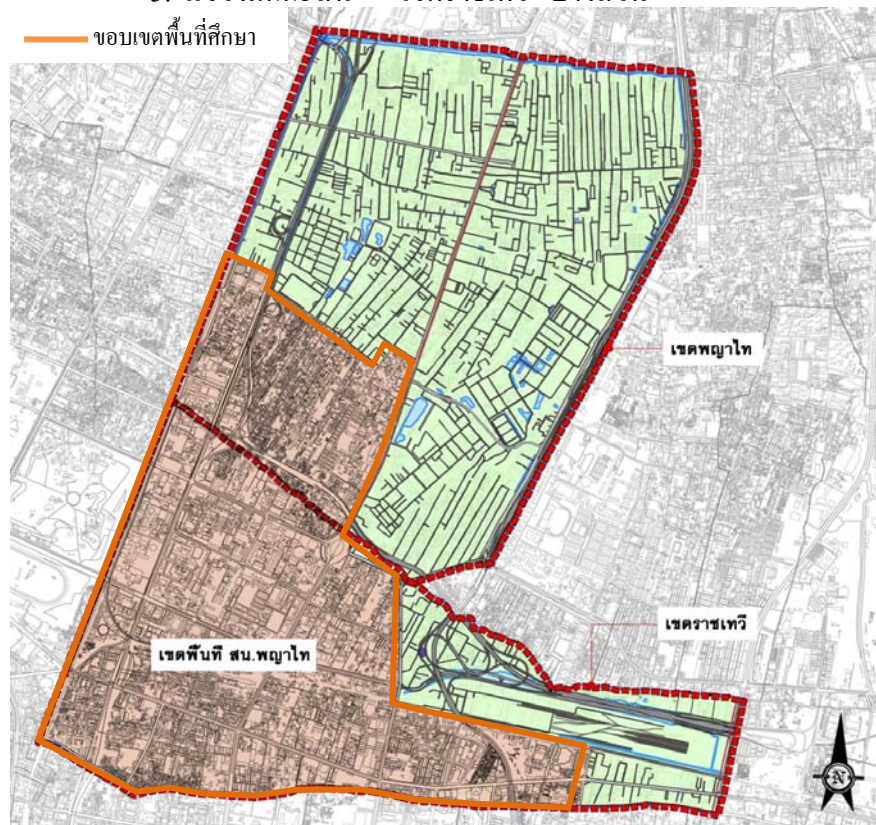 ขอบเขตพื้นที่ศึกษา
เขตพญาไท
เขตราชเทวี
เขตพื้นที่ สน.พญาไท
N